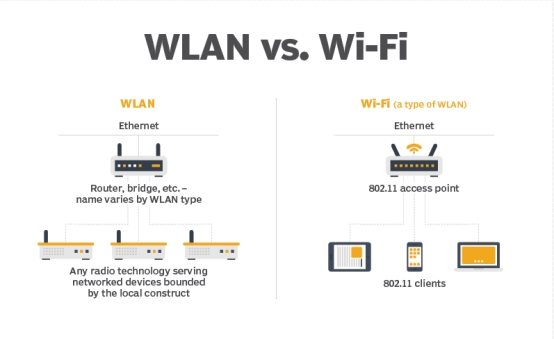 WLAN vs. Wi-Fi
WLAN
Ethernet
Router, bridge, etc. –
name varies by WLAN type
Any radio technology serving
networked devices bounded
by the local construct
Wi-Fi (a type of WLAN)
Ethernet
802.11 access point
802.11 clients